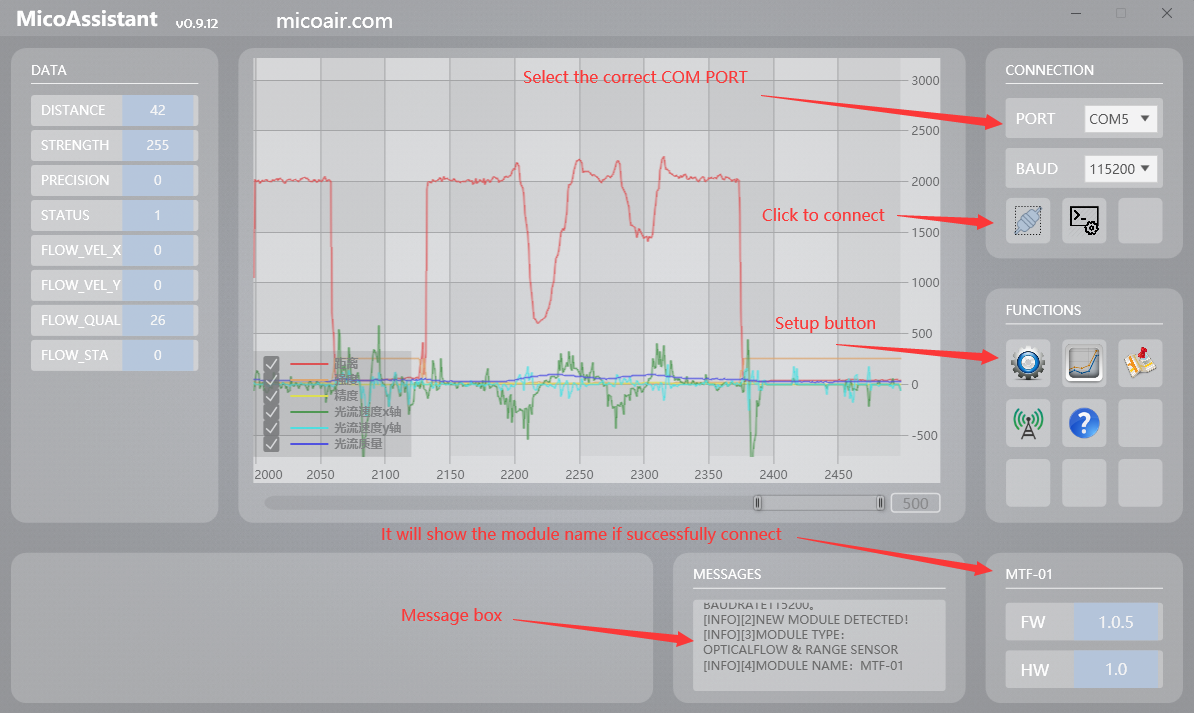 MicoAssistant v0.9.12
micoair.com
DATA
DISTANCE 42
STRENGTH 255
PRECISION 0
STATUS 1
FLOW_VEL_X 0
FLOW_VEL_Y 0
FLOW_QUAL 26
FLOW_STA 0
Select the correct COM PORT
3000
2500
2000
1500
1000
500
0
-500
距离
强度
精度
光流速度x轴
光流速度y轴
光流质量
2000 2050 2100 2150 2200 2250 2300 2350 2400 2450
500
Click to connect
Setup button
CONNECTION
PORT COM5
BAUD 115200
FUNCTIONS
It will show the module name if successfully connect
Message box
MESSAGES
BAUDRATE115200。
[INFO][2]NEW MODULE DETECTED!
[INFO][3]MODULE TYPE：
OPTICALFLOW & RANGE SENSOR
[INFO][4]MODULE NAME：MTF-01
MTF-01
FW 1.0.5
HW 1.0